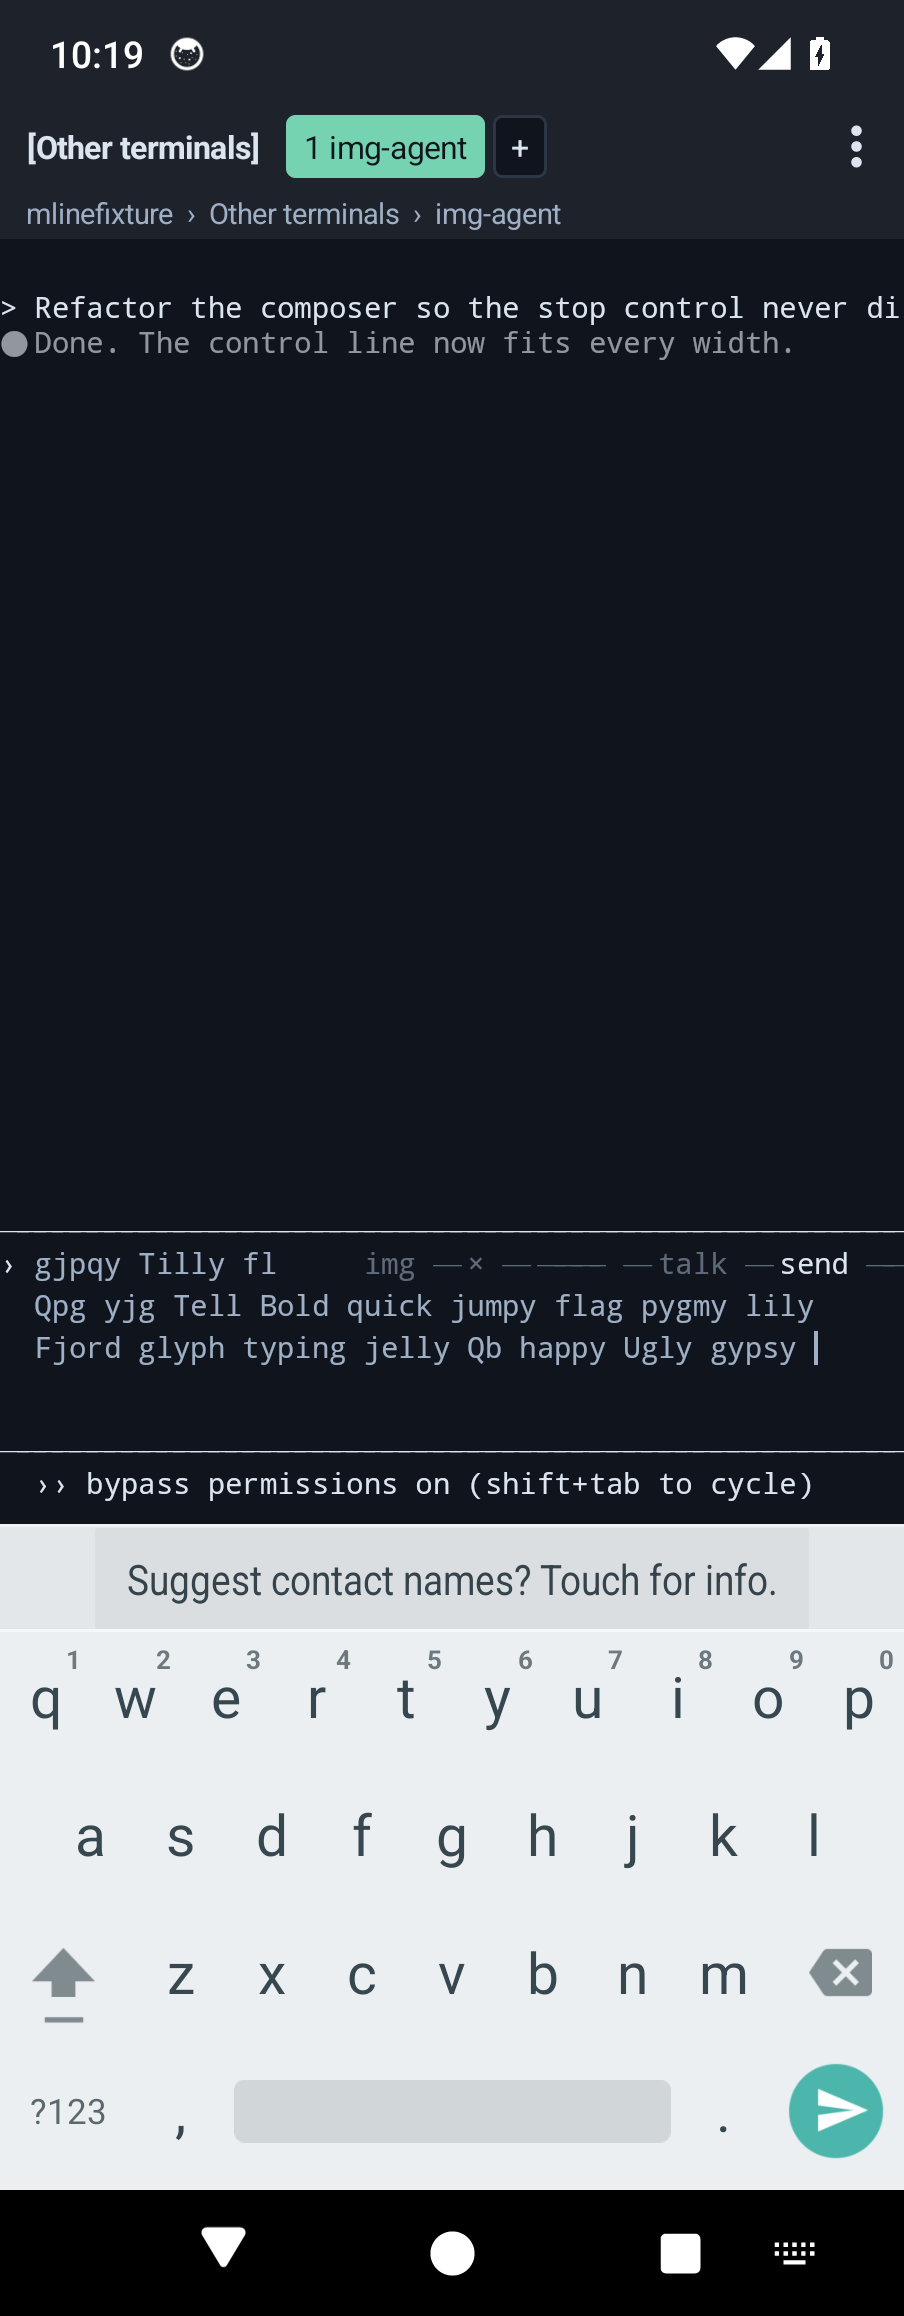 10:19
[Other terminals] 1 img-agent +
mlinefixture › Other terminals › img-agent
> Refactor the composer so the stop control never di
Done. The control line now fits every width.
› gjpqy Tilly fl img × talk send
Qpg yjg Tell Bold quick jumpy flag pygmy lily
Fjord glyph typing jelly Qb happy Ugly gypsy
›› bypass permissions on (shift+tab to cycle)
Suggest contact names? Touch for info.
1 2 3 4 5 6 7 8 9 0
q w e r t y u i o p
a s d f g h j k l
z x c v b n m
?123 , .